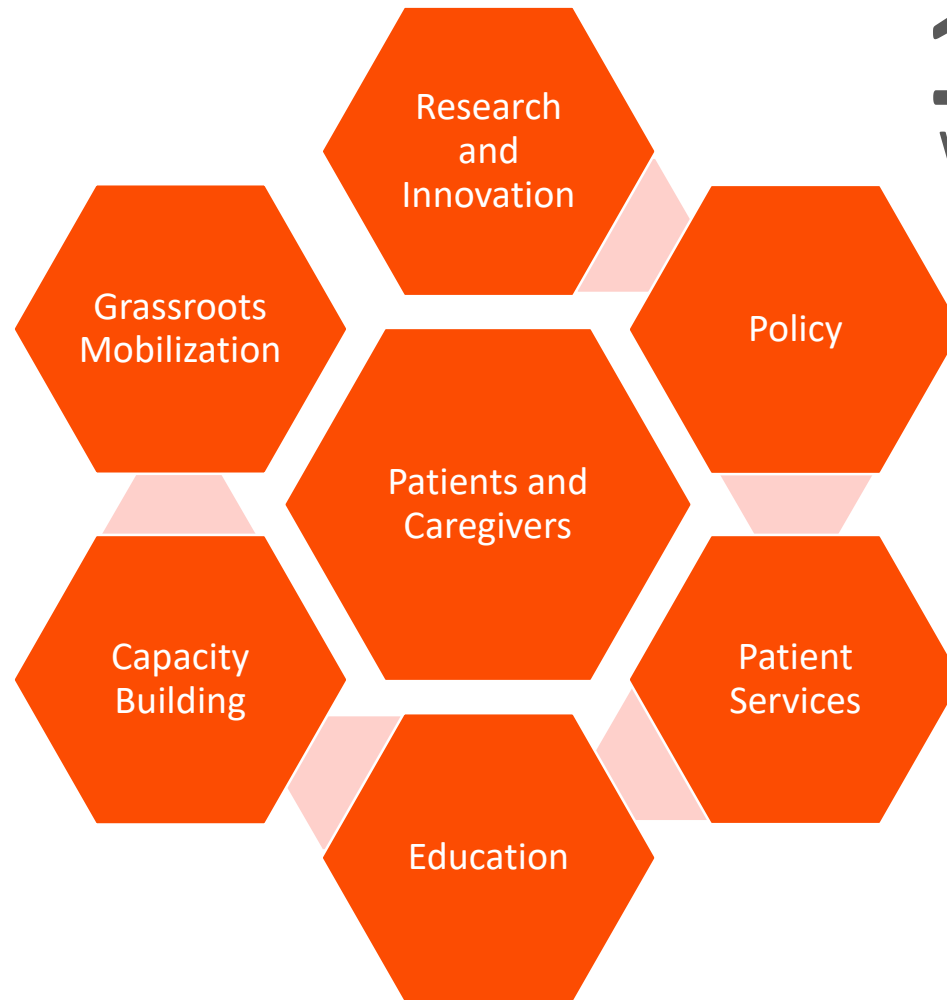 Research
and
Innovation
Policy
Patient
Services
Education
Capacity
Building
Grassroots
Mobilization
Patients and
Caregivers